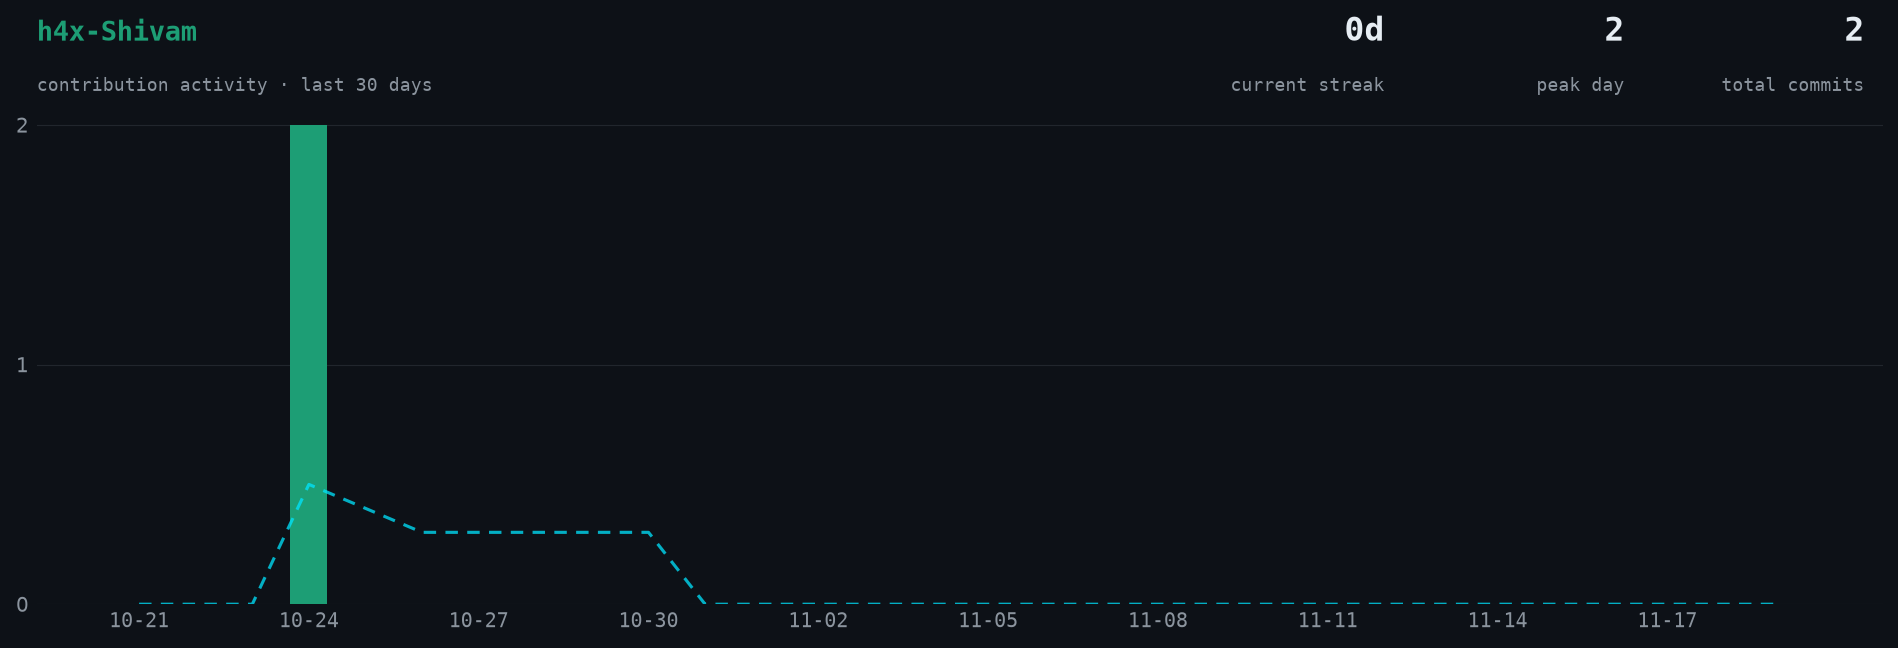 h4x-Shivam
0d
2
2
contribution activity · last 30 days
current streak
peak day
total commits
2
1
0
10-21
10-24
10-27
10-30
11-02
11-05
11-08
11-11
11-14
11-17